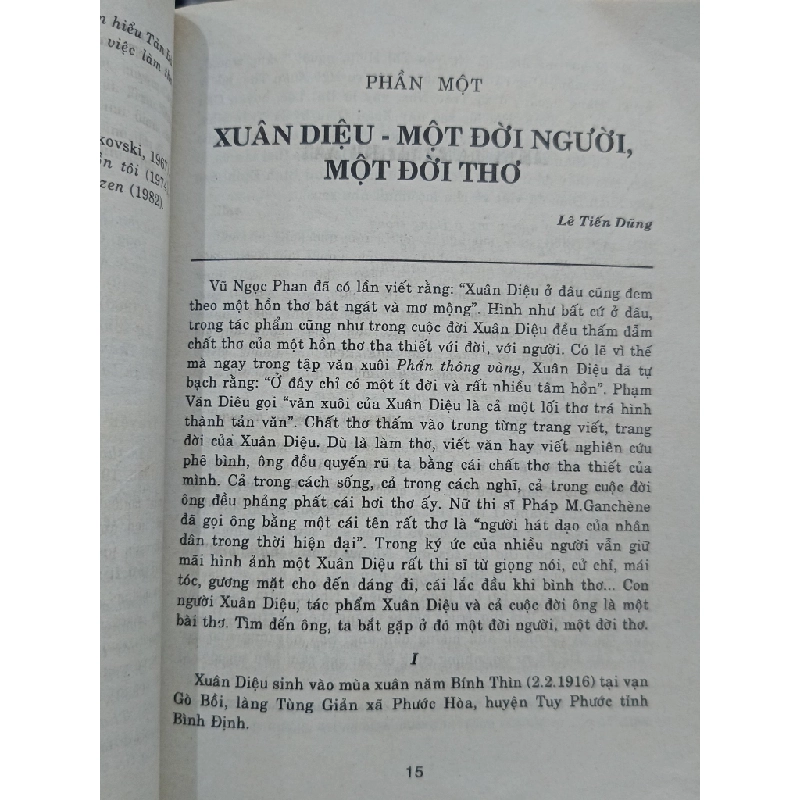 n hiểu Tản Đ
việc làm th
kovski, 1967
n tôi (1974
zen (1982).
PHẦN MỘT
XUÂN DIỆU - MỘT ĐỜI NGƯỜI,
MỘT ĐỜI THƠ
Lê Tiến Dũng
Vũ Ngọc Phan đã có lần viết rằng: "Xuân Diệu ở đâu cũng đem
theo một hồn thơ bát ngát và mơ mộng". Hình như bất cứ ở đâu,
trong tác phẩm cũng như trong cuộc đời Xuân Diệu đều thấm đẫm
chất thơ của một hồn thơ tha thiết với đời, với người. Có lẽ vì thế
mà ngay trong tập văn xuôi Phấn thông vàng, Xuân Diệu đã tự
bạch rằng: "Ở đây chỉ có một ít đời và rất nhiều tâm hồn". Phạm
Văn Diêu gọi "văn xuôi của Xuân Diệu là cả một lối thơ trá hình
thành tản văn". Chất thơ thấm vào trong từng trang viết, trang
đời của Xuân Diệu. Dù là làm thơ, viết văn hay viết nghiên cứu
phê bình, ông đều quyến rũ ta bằng cái chất thơ tha thiết của
mình. Cả trong cách sống, cả trong cách nghĩ, cả trong cuộc đời
ông đều phảng phất cái hơi thơ ấy. Nữ thi sĩ Pháp M.Ganchène
đã gọi ông bằng một cái tên rất thơ là "người hát dạo của nhân
dân trong thời hiện đại". Trong ký ức của nhiều người vẫn giữ
mãi hình ảnh một Xuân Diệu rất thi sĩ từ giọng nói, cử chỉ, mái
tóc, gương mặt cho đến dáng đi, cái lắc đầu khi bình thơ... Con
người Xuân Diệu, tác phẩm Xuân Diệu và cả cuộc đời ông là một
bài thơ. Tìm đến ông, ta bắt gặp ở đó một đời người, một đời thơ.
I
Xuân Diệu sinh vào mùa xuân năm Bính Thìn (2.2.1916) tại vạn
Gò Bồi, làng Tùng Giản xã Phước Hòa, huyện Tuy Phước tỉnh
Bình Định.
15